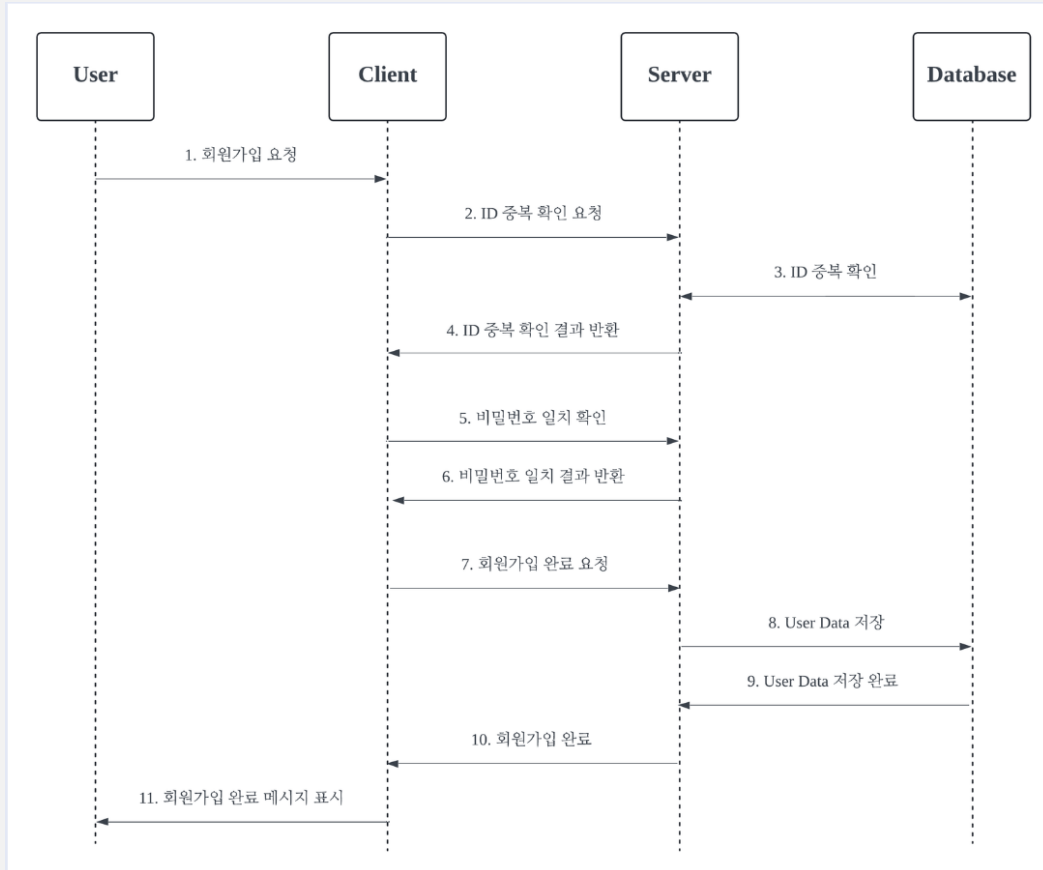 User
Client
Server
Database
1. 회원가입 요청
2. ID 중복 확인 요청
3. ID 중복 확인
4. ID 중복 확인 결과 반환
5. 비밀번호 일치 확인
6. 비밀번호 일치 결과 반환
7. 회원가입 완료 요청
8. User Data 저장
9. User Data 저장 완료
10. 회원가입 완료
11. 회원가입 완료 메시지 표시